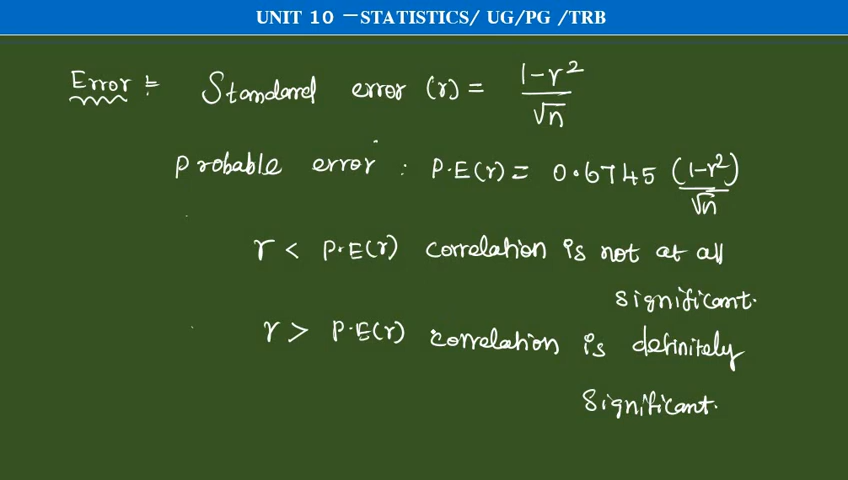 UNIT 10 – STATISTICS/ UG/PG /TRB
Error :- Standard error (r) = 1-r² / √n
Probable error : P.E(r) = 0.6745 (1-r²) / √n
r < P.E(r) correlation is not at all
significant.
r > P.E(r) correlation is definitely
significant.